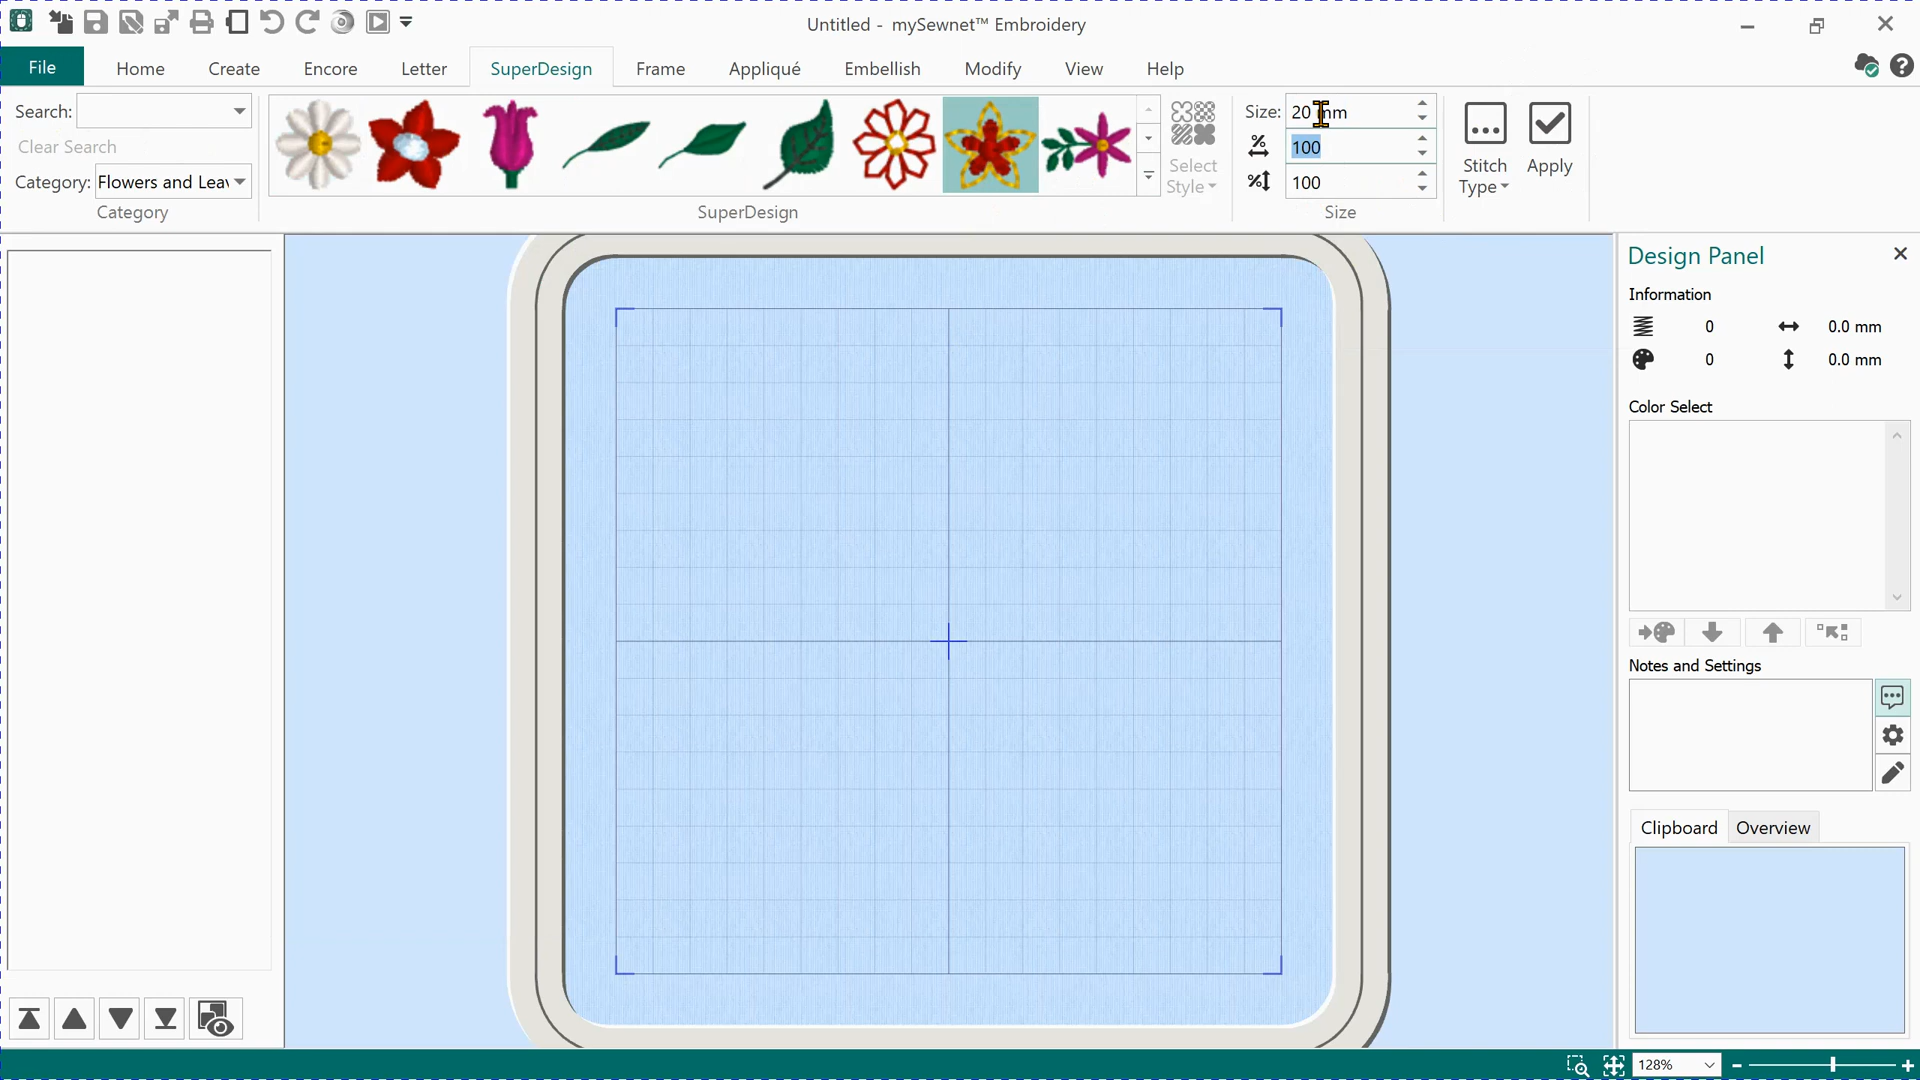 Untitled - mySewnet™ Embroidery
File Home Create Encore Letter SuperDesign Frame Appliqué Embellish Modify View Help
Search:
Clear Search
Category: Flowers and Leav
Category
SuperDesign
Select
Style
Size: 20 mm
100
100
Size
Stitch
Type
Apply
Design Panel
Information
0 0.0 mm
0 0.0 mm
Color Select
Notes and Settings
Clipboard Overview
128%